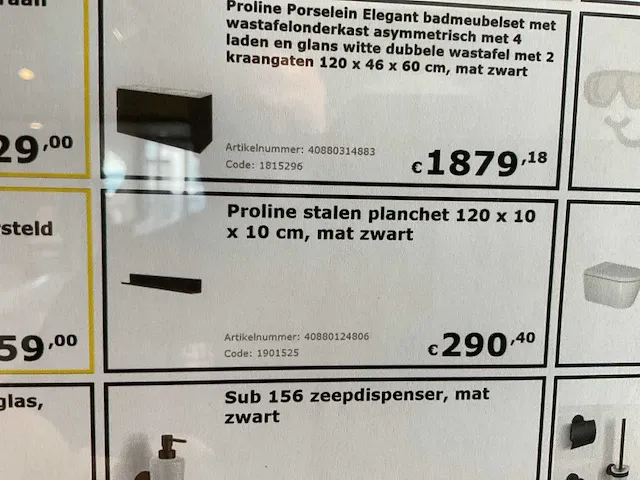 29,00
steld
59,00
glas,
Proline Porselein Elegant badmeubelset met
wastafelonderkast asymmetrisch met 4
laden en glans witte dubbele wastafel met 2
kraangaten 120 x 46 x 60 cm, mat zwart
Artikelnummer: 40880314883
Code: 1815296
€1879,18
Proline stalen planchet 120 x 10
x 10 cm, mat zwart
Artikelnummer: 40880124806
Code: 1901525
€290,40
Sub 156 zeepdispenser, mat
zwart